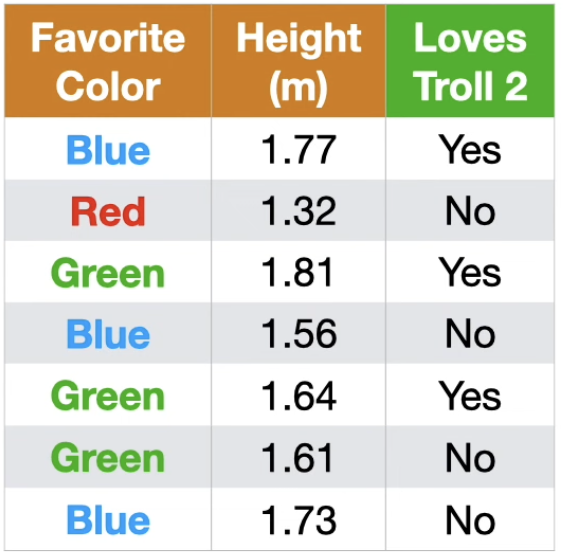 Favorite Color Height (m) Loves Troll 2
Blue 1.77 Yes
Red 1.32 No
Green 1.81 Yes
Blue 1.56 No
Green 1.64 Yes
Green 1.61 No
Blue 1.73 No